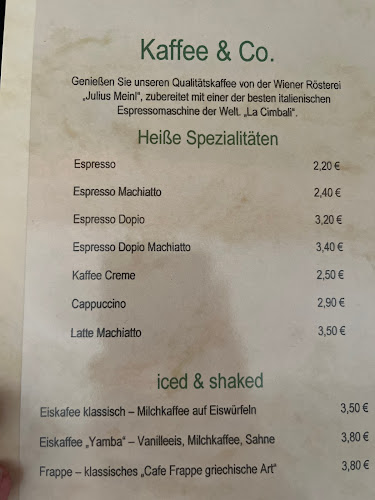 Kaffee & Co.
Genießen Sie unseren Qualitätskaffee von der Wiener Rösterei
„Julius Meinl“, zubereitet mit einer der besten italienischen
Espressomaschine der Welt. „La Cimbali“.
Heiße Spezialitäten
Espresso 2,20 €
Espresso Machiatto 2,40 €
Espresso Dopio 3,20 €
Espresso Dopio Machiatto 3,40 €
Kaffee Creme 2,50 €
Cappuccino 2,90 €
Latte Machiatto 3,50 €
iced & shaked
Eiskafee klassisch – Milchkaffee auf Eiswürfeln 3,50 €
Eiskaffee „Yamba“ – Vanilleeis, Milchkaffee, Sahne 3,80 €
Frappe – klassisches „Cafe Frappe griechische Art“ 3,80 €